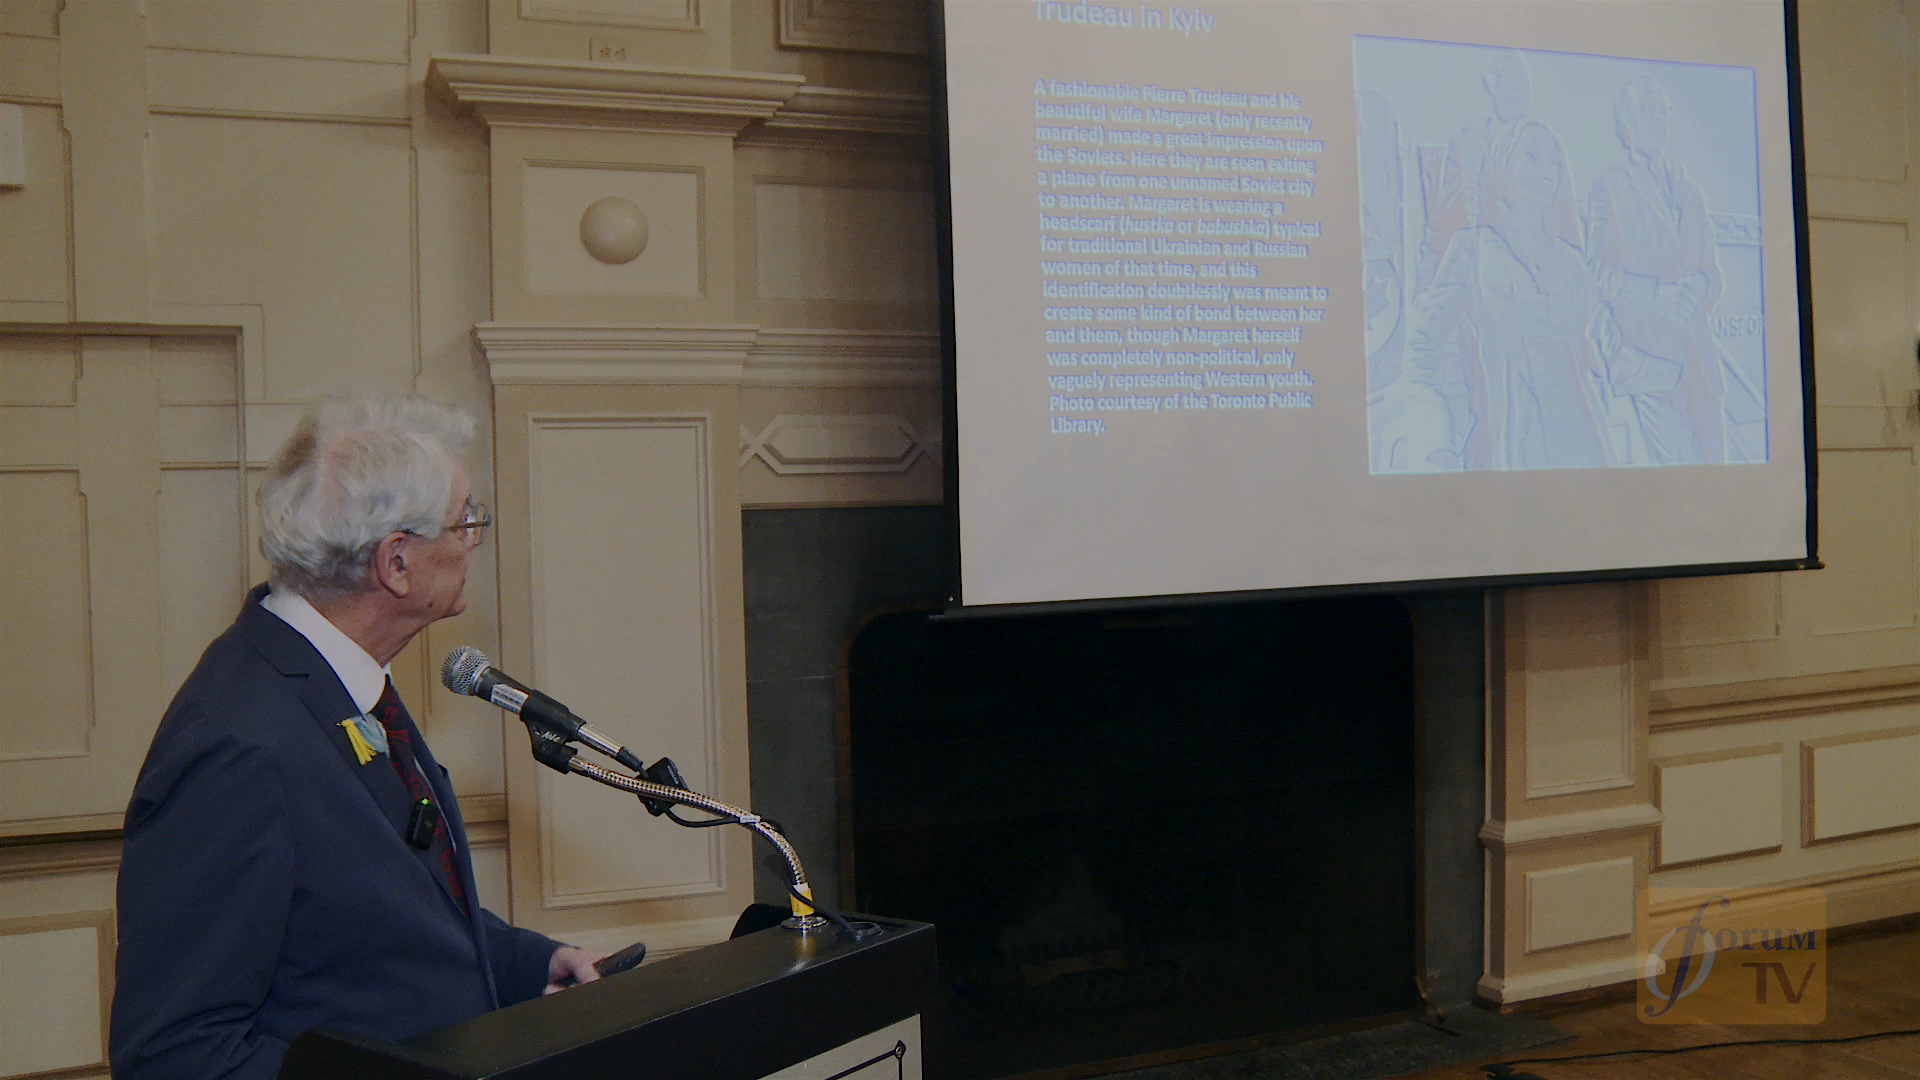 Trudeau in Kyiv
A fashionable Pierre Trudeau and his
beautiful wife Margaret (only recently
married) made a great impression upon
the Soviets. Here they are seen exiting
a plane from one unnamed Soviet city
to another. Margaret is wearing a
headscarf (hustka or babushka) typical
for traditional Ukrainian and Russian
women of that time, and this
identification doubtlessly was meant to
create some kind of bond between her
and them, though Margaret herself
was completely non-political, only
vaguely representing Western youth.
Photo courtesy of the Toronto Public
Library.
ANSPOR
AVC
forum
TV